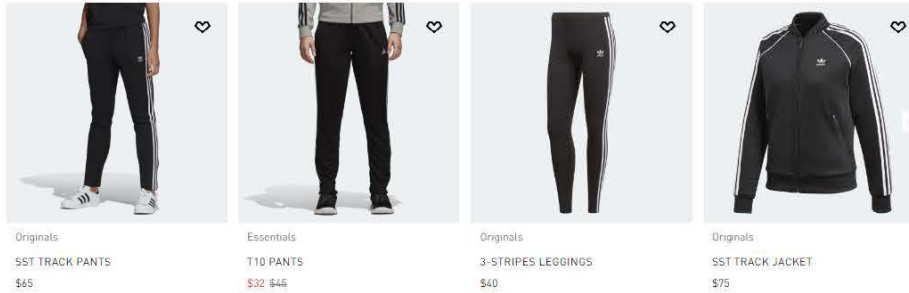 Originals
SST TRACK PANTS
$65
Essentials
T10 PANTS
$32 $45
Originals
3-STRIPES LEGGINGS
$40
Originals
SST TRACK JACKET
$75